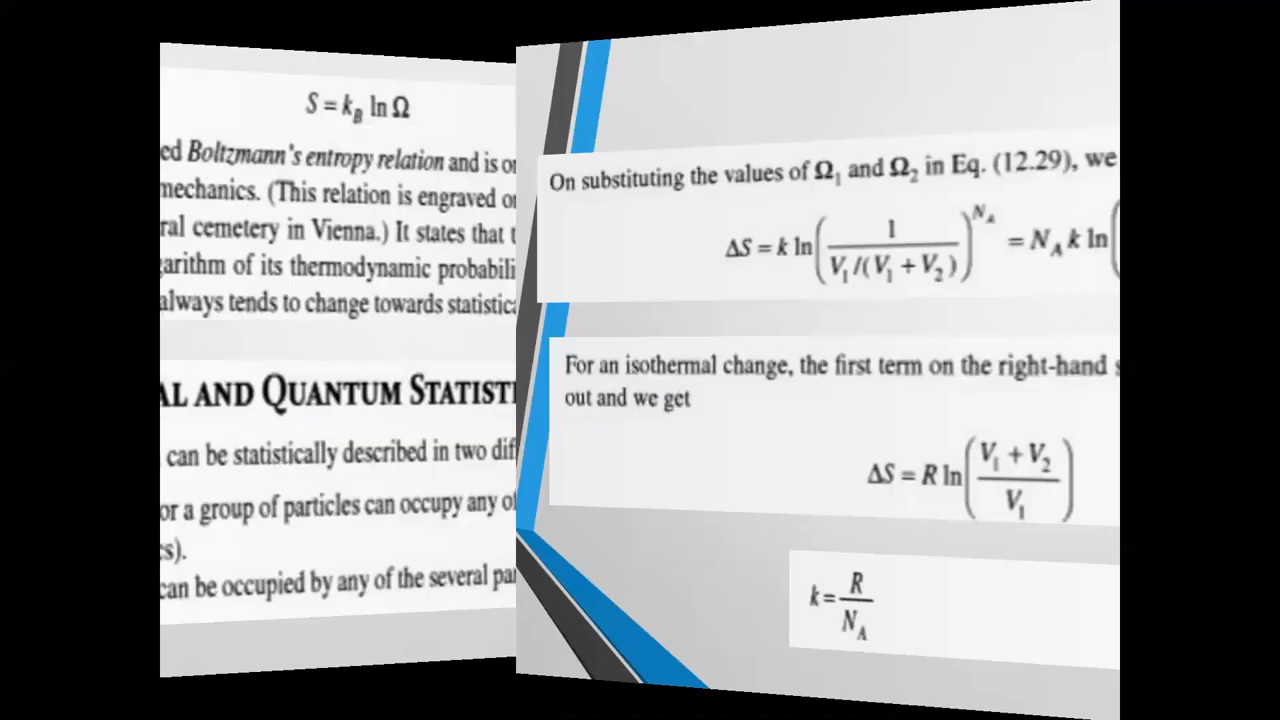 S = k_B ln Ω
ed Boltzmann's entropy relation and is
mechanics. (This relation is engraved
ral cemetery in Vienna.) It states that
arithm of its thermodynamic probabili
always tends to change towards statistic
AL AND QUANTUM STATIST
can be statistically described in two
or a group of particles can occupy any
s).
can be occupied by any of the several
On substituting the values of Ω₁ and Ω₂ in Eq. (12.29), we
ΔS = k ln(1 / (V₁/(V₁ + V₂)))^(N_A) = N_A k ln(
For an isothermal change, the first term on the right-hand
out and we get
ΔS = R ln((V₁ + V₂) / V₁)
k = R / N_A